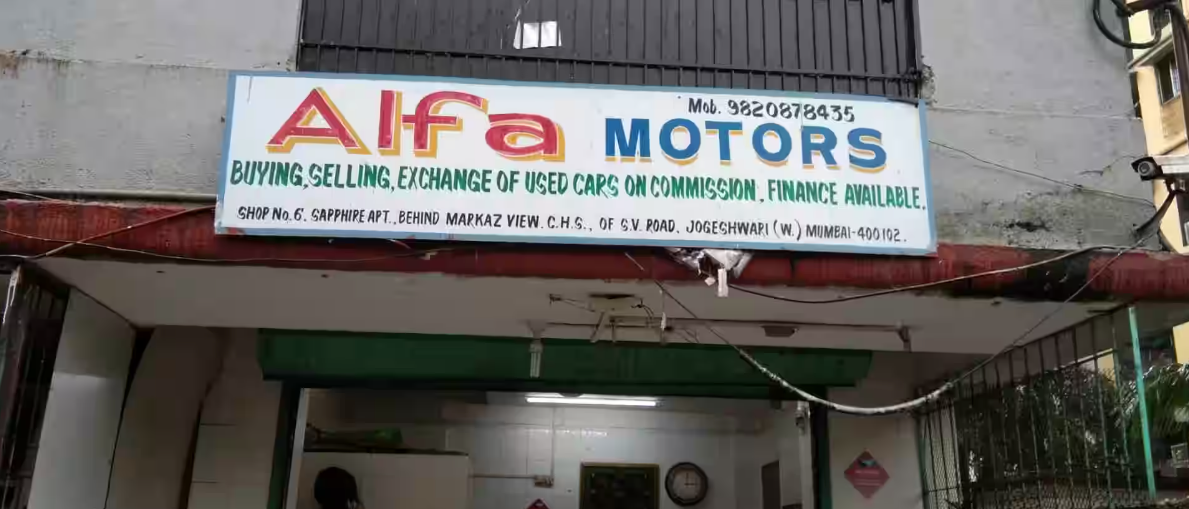 Mob. 9820878435
Alfa MOTORS
BUYING, SELLING, EXCHANGE OF USED CARS ON COMMISSION, FINANCE AVAILABLE.
SHOP No. 6. SAPPHIRE APT., BEHIND MARKAZ VIEW. C.H.S., OF S.V. ROAD. JOGESHWARI (W.) MUMBAI-400102.